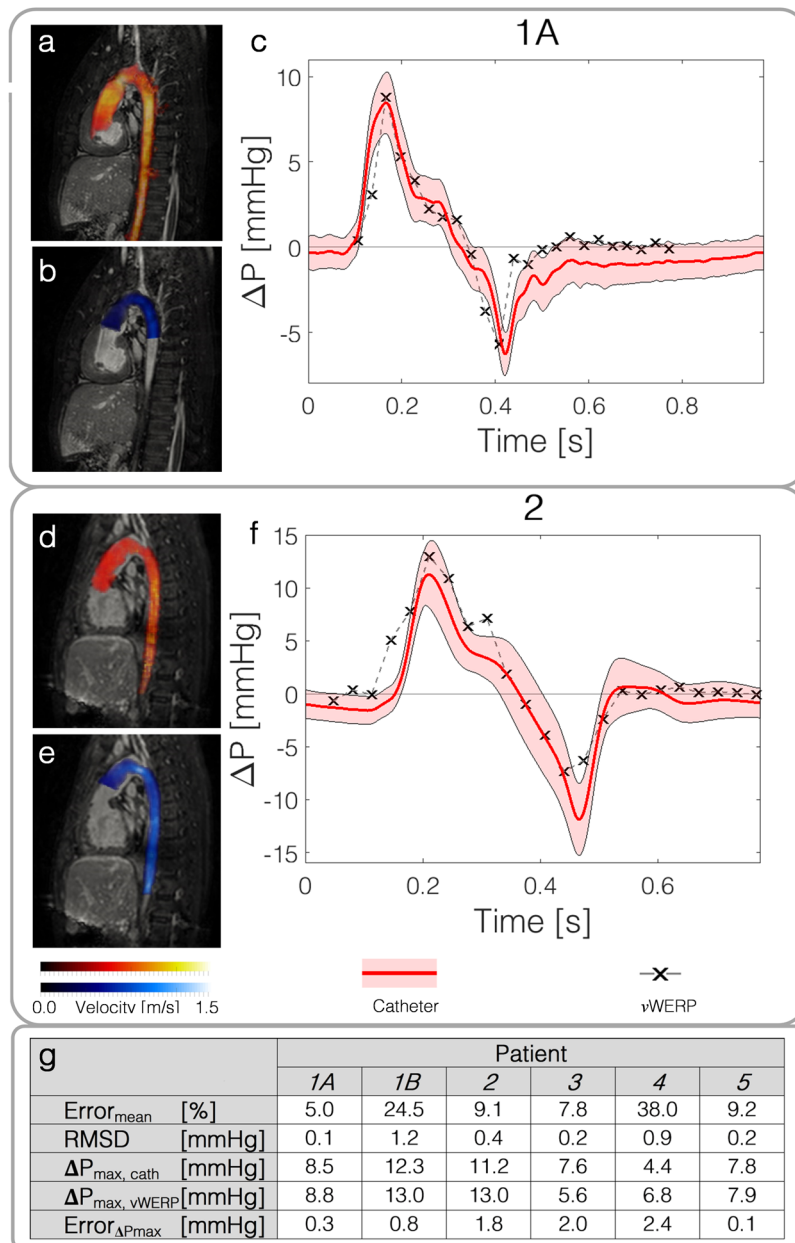 1A
a
b
c
10
5
0
-5
ΔP [mmHg]
0 0.2 0.4 0.6 0.8
Time [s]
2
d
e
f
15
10
5
0
-5
-10
-15
ΔP [mmHg]
0 0.2 0.4 0.6
Time [s]
0.0 Velocity [m/s] 1.5
Catheter
vWERP
g
Patient
1A 1B 2 3 4 5
Error_mean [%] 5.0 24.5 9.1 7.8 38.0 9.2
RMSD [mmHg] 0.1 1.2 0.4 0.2 0.9 0.2
ΔP_max, cath [mmHg] 8.5 12.3 11.2 7.6 4.4 7.8
ΔP_max, vWERP [mmHg] 8.8 13.0 13.0 5.6 6.8 7.9
Error_ΔPmax [mmHg] 0.3 0.8 1.8 2.0 2.4 0.1